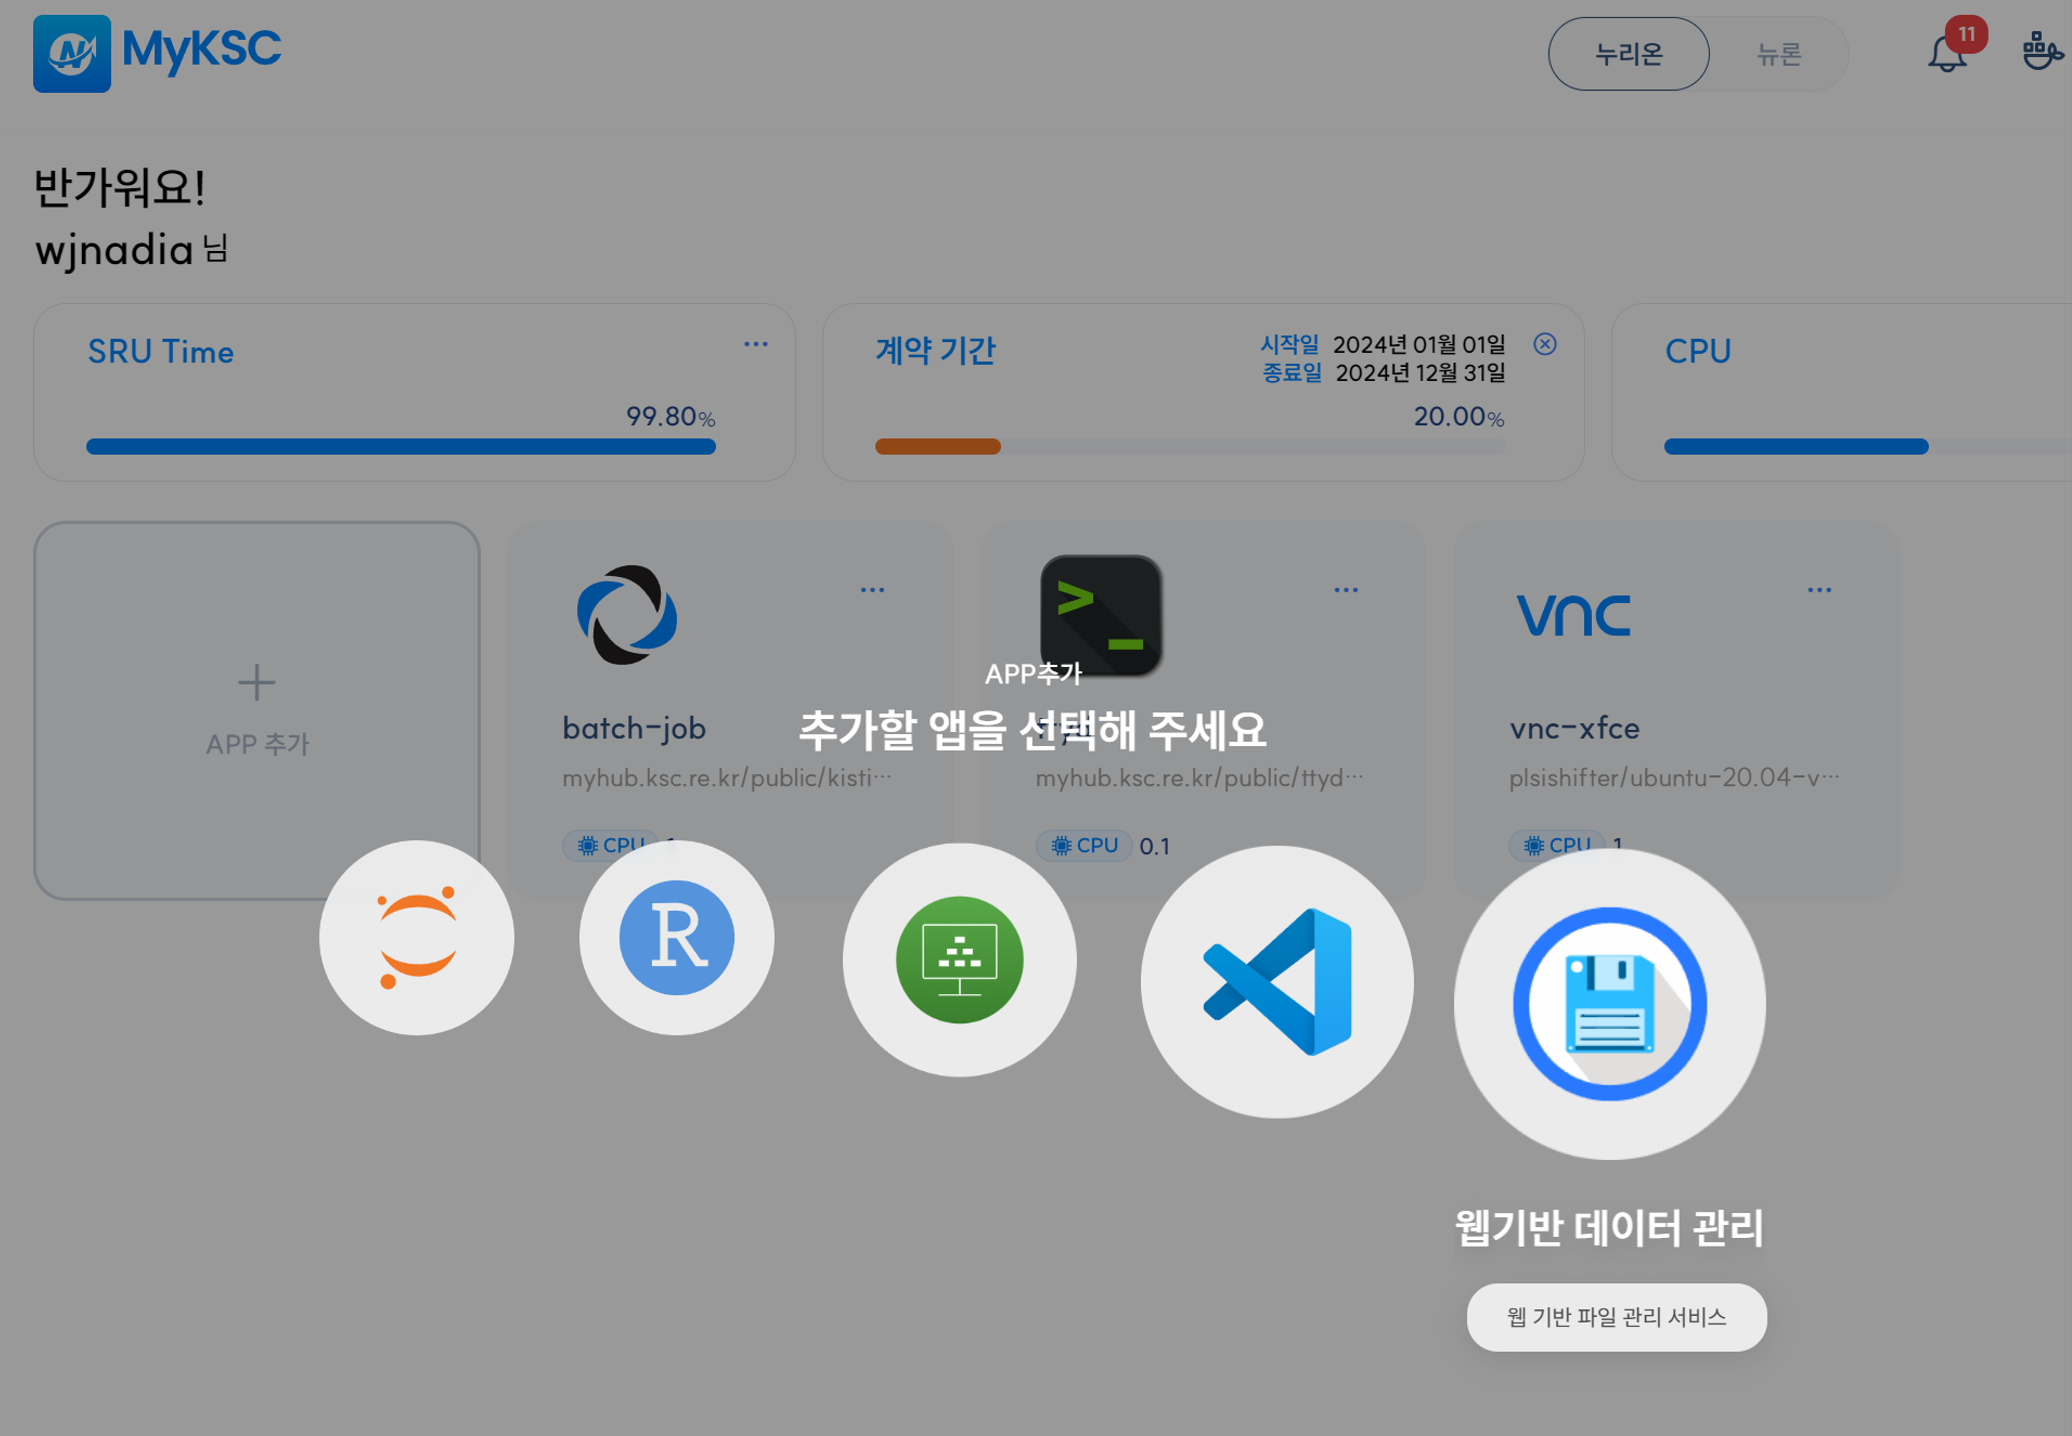 MyKSC
누리온
뉴론
11
반가워요!
wjnadia 님
SRU Time
99.80%
계약 기간
시작일 2024년 01월 01일
종료일 2024년 12월 31일
20.00%
CPU
APP 추가
batch-job
myhub.ksc.re.kr/public/kisti···
CPU 1
myhub.ksc.re.kr/public/ttyd···
CPU 0.1
vnc
vnc-xfce
plsishifter/ubuntu-20.04-v···
CPU 1
APP추가
추가할 앱을 선택해 주세요
R
웹기반 데이터 관리
웹 기반 파일 관리 서비스